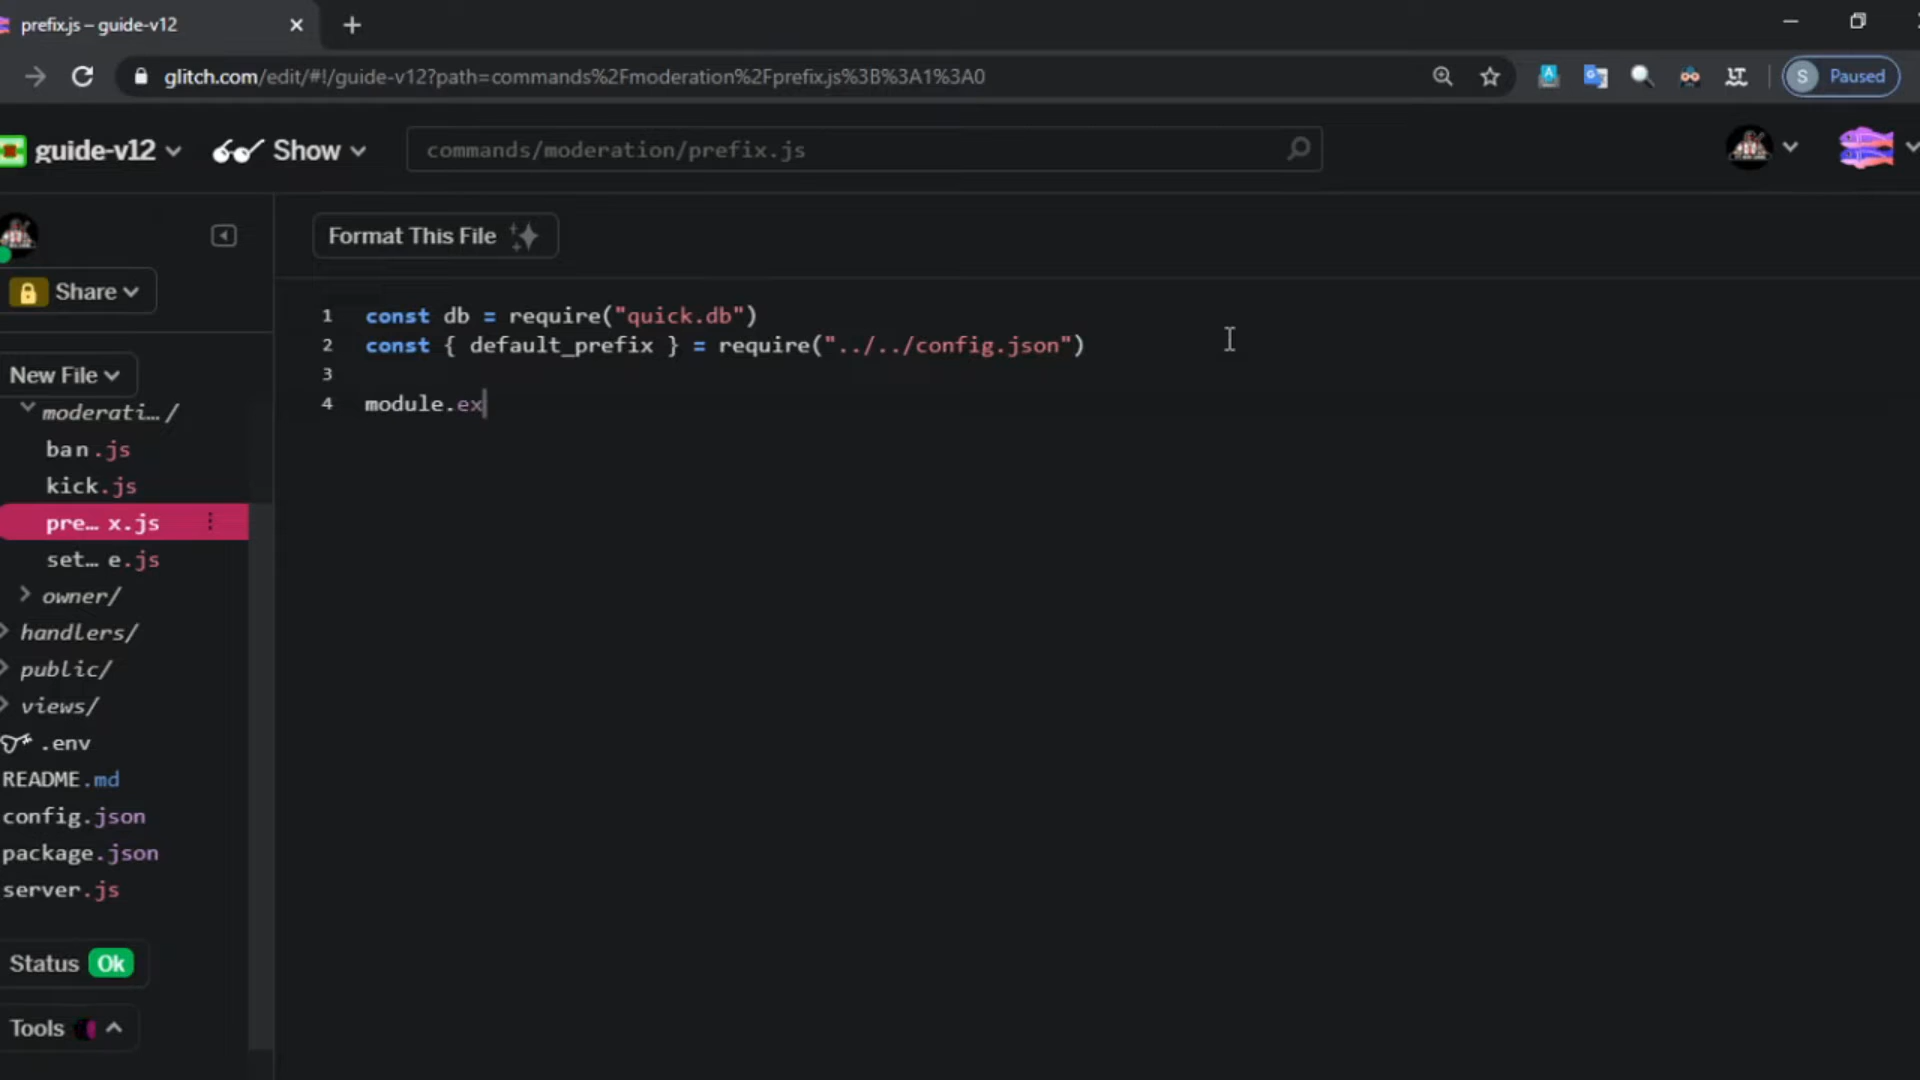 prefix.js – guide-v12
glitch.com/edit/#!/guide-v12?path=commands%2Fmoderation%2Fprefix.js%3B%3A1%3A0
S Paused
guide-v12
Show
commands/moderation/prefix.js
Format This File
Share
New File
moderati… /
ban.js
kick.js
pre… x.js
set… e.js
owner/
handlers/
public/
views/
.env
README.md
config.json
package.json
server.js
Status Ok
Tools
1 const db = require("quick.db")
2 const { default_prefix } = require("../../config.json")
3
4 module.ex